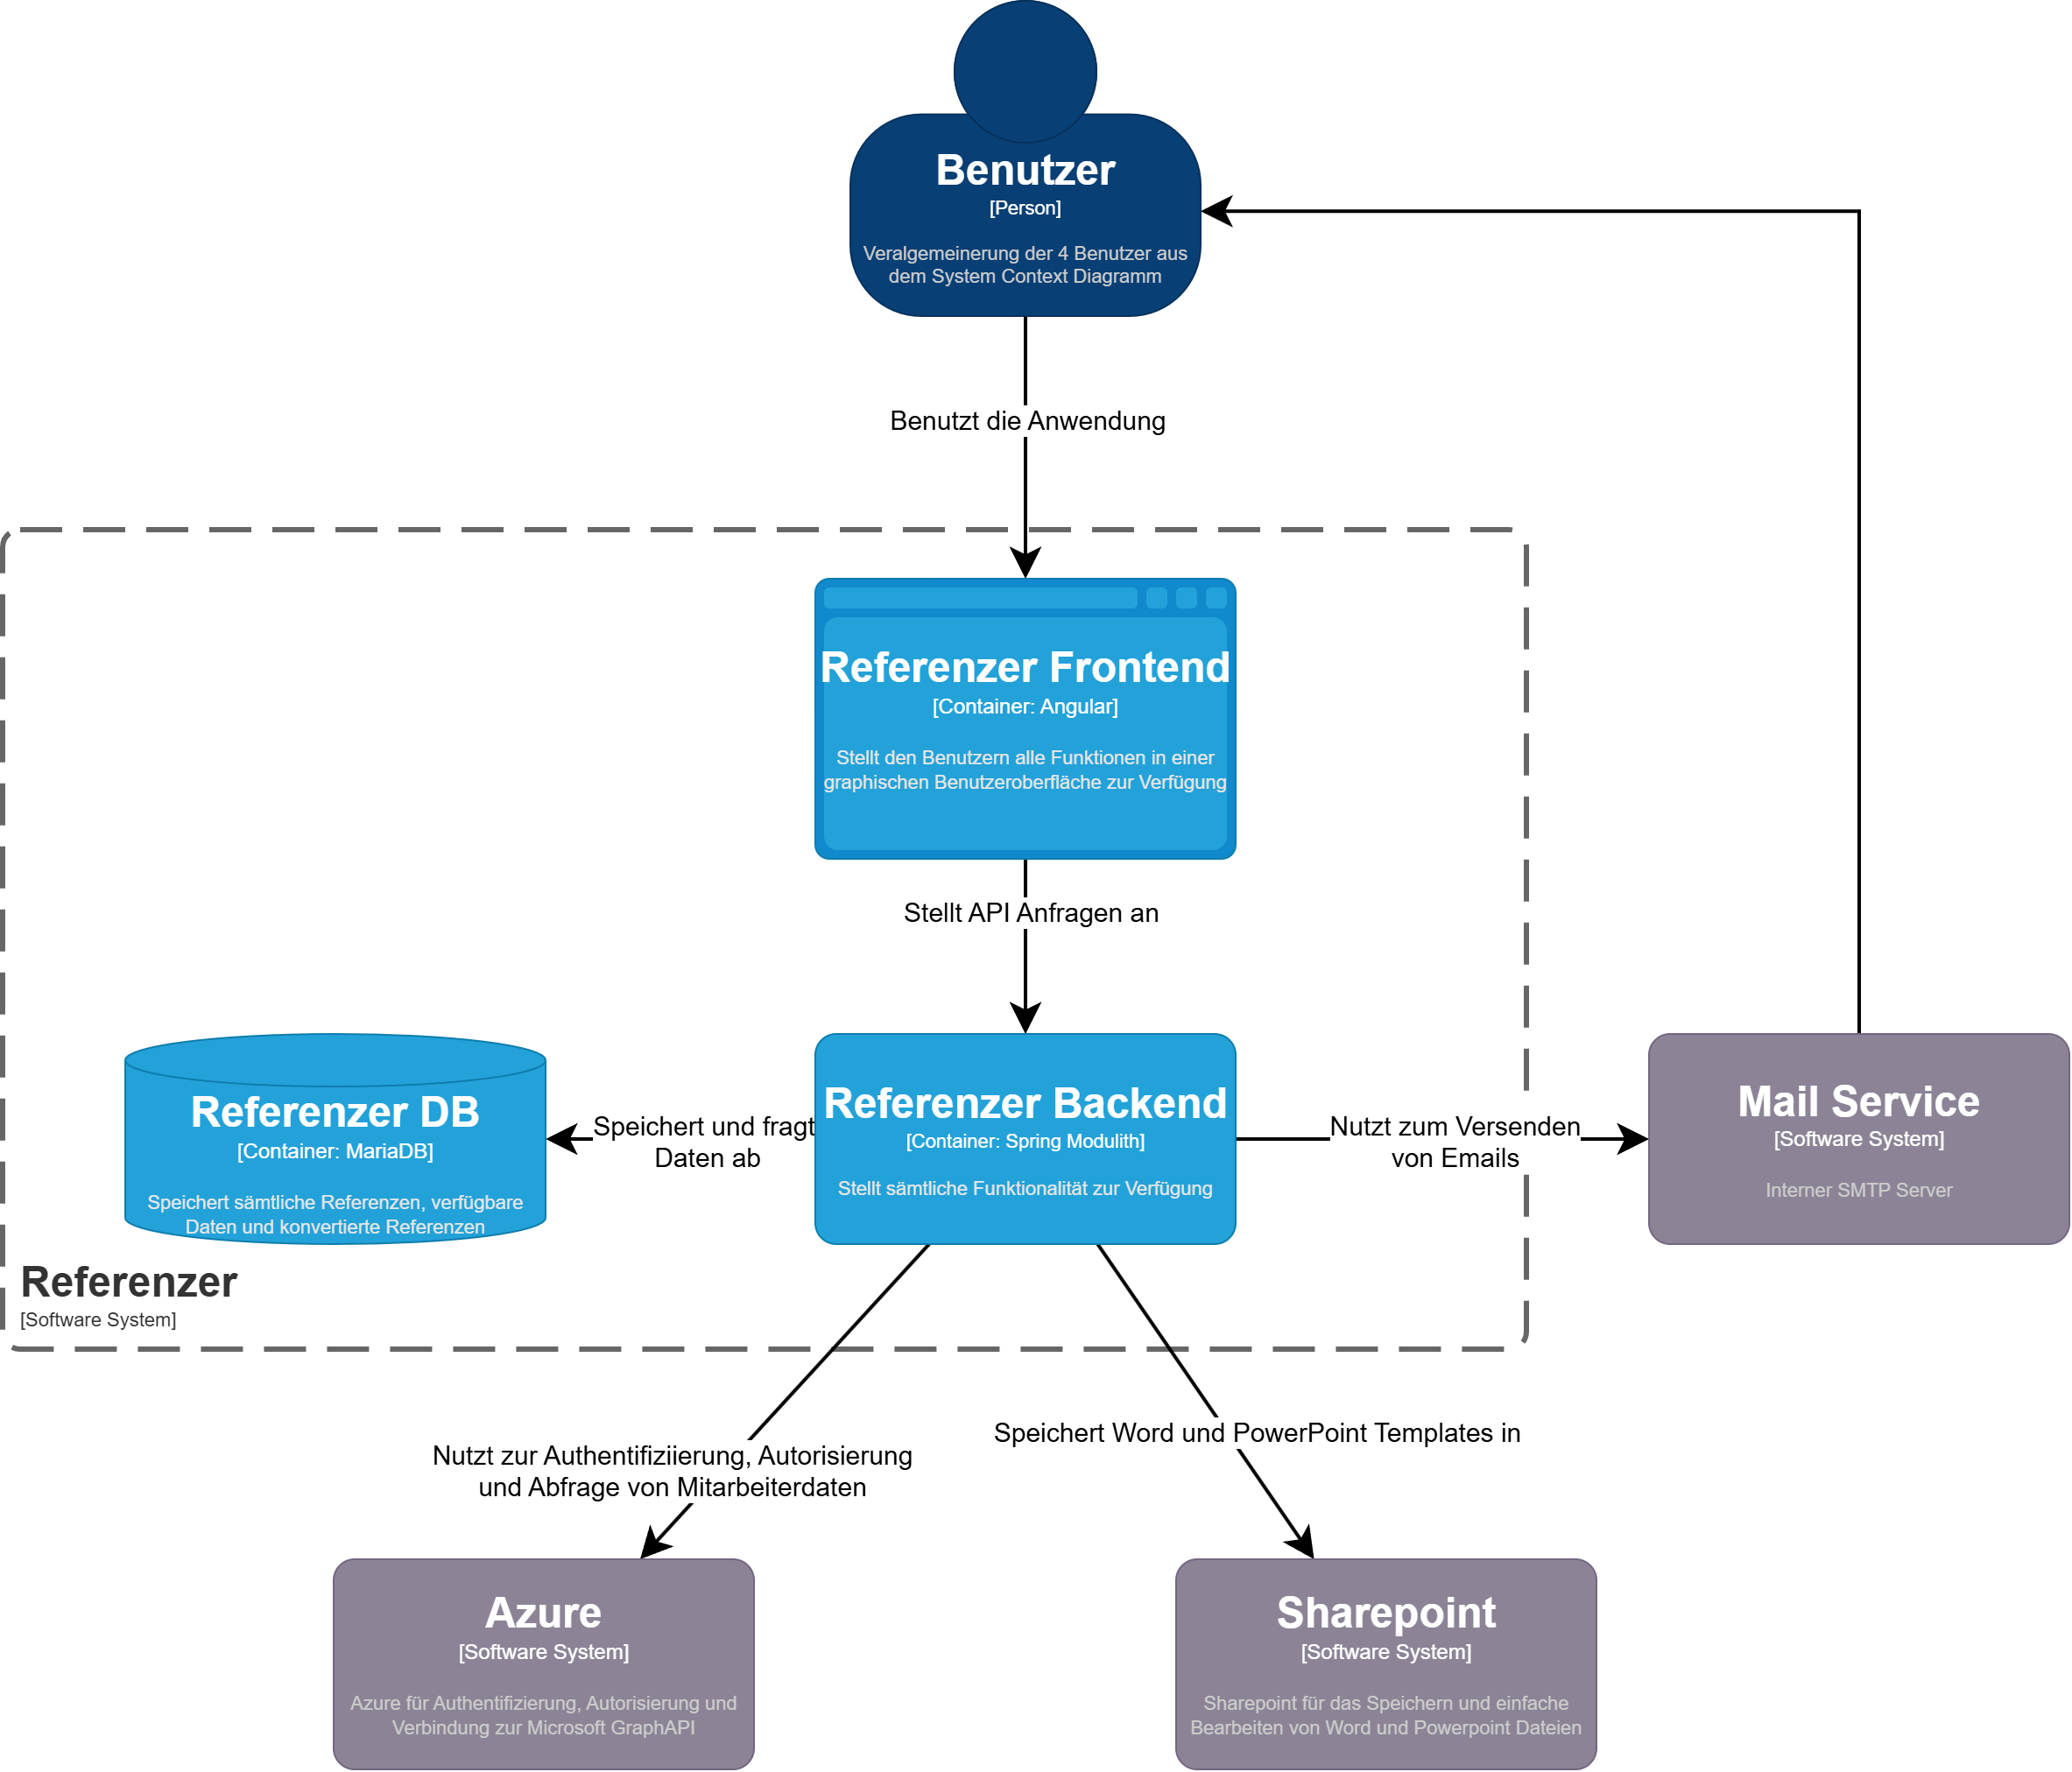 Benutzer
[Person]
Veralgemeinerung der 4 Benutzer aus
dem System Context Diagramm
Benutzt die Anwendung
Referenzer Frontend
[Container: Angular]
Stellt den Benutzern alle Funktionen in einer
graphischen Benutzeroberfläche zur Verfügung
Stellt API Anfragen an
Referenzer DB
[Container: MariaDB]
Speichert sämtliche Referenzen, verfügbare
Daten und konvertierte Referenzen
Speichert und fragt
Daten ab
Referenzer Backend
[Container: Spring Modulith]
Stellt sämtliche Funktionalität zur Verfügung
Nutzt zum Versenden
von Emails
Mail Service
[Software System]
Interner SMTP Server
Referenzer
[Software System]
Nutzt zur Authentifiziierung, Autorisierung
und Abfrage von Mitarbeiterdaten
Speichert Word und PowerPoint Templates in
Azure
[Software System]
Azure für Authentifizierung, Autorisierung und
Verbindung zur Microsoft GraphAPI
Sharepoint
[Software System]
Sharepoint für das Speichern und einfache
Bearbeiten von Word und Powerpoint Dateien